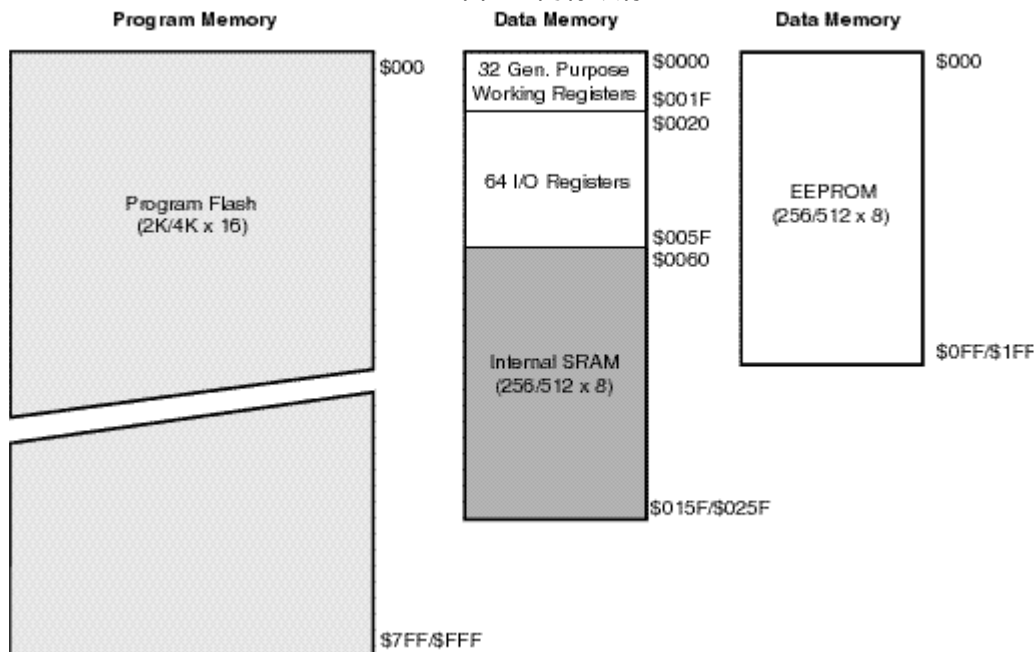 Program Memory
$000
Program Flash
(2K/4K x 16)
$7FF/$FFF
Data Memory
32 Gen. Purpose
Working Registers
$0000
$001F
$0020
64 I/O Registers
$005F
$0060
Internal SRAM
(256/512 x 8)
$015F/$025F
Data Memory
$000
EEPROM
(256/512 x 8)
$0FF/$1FF